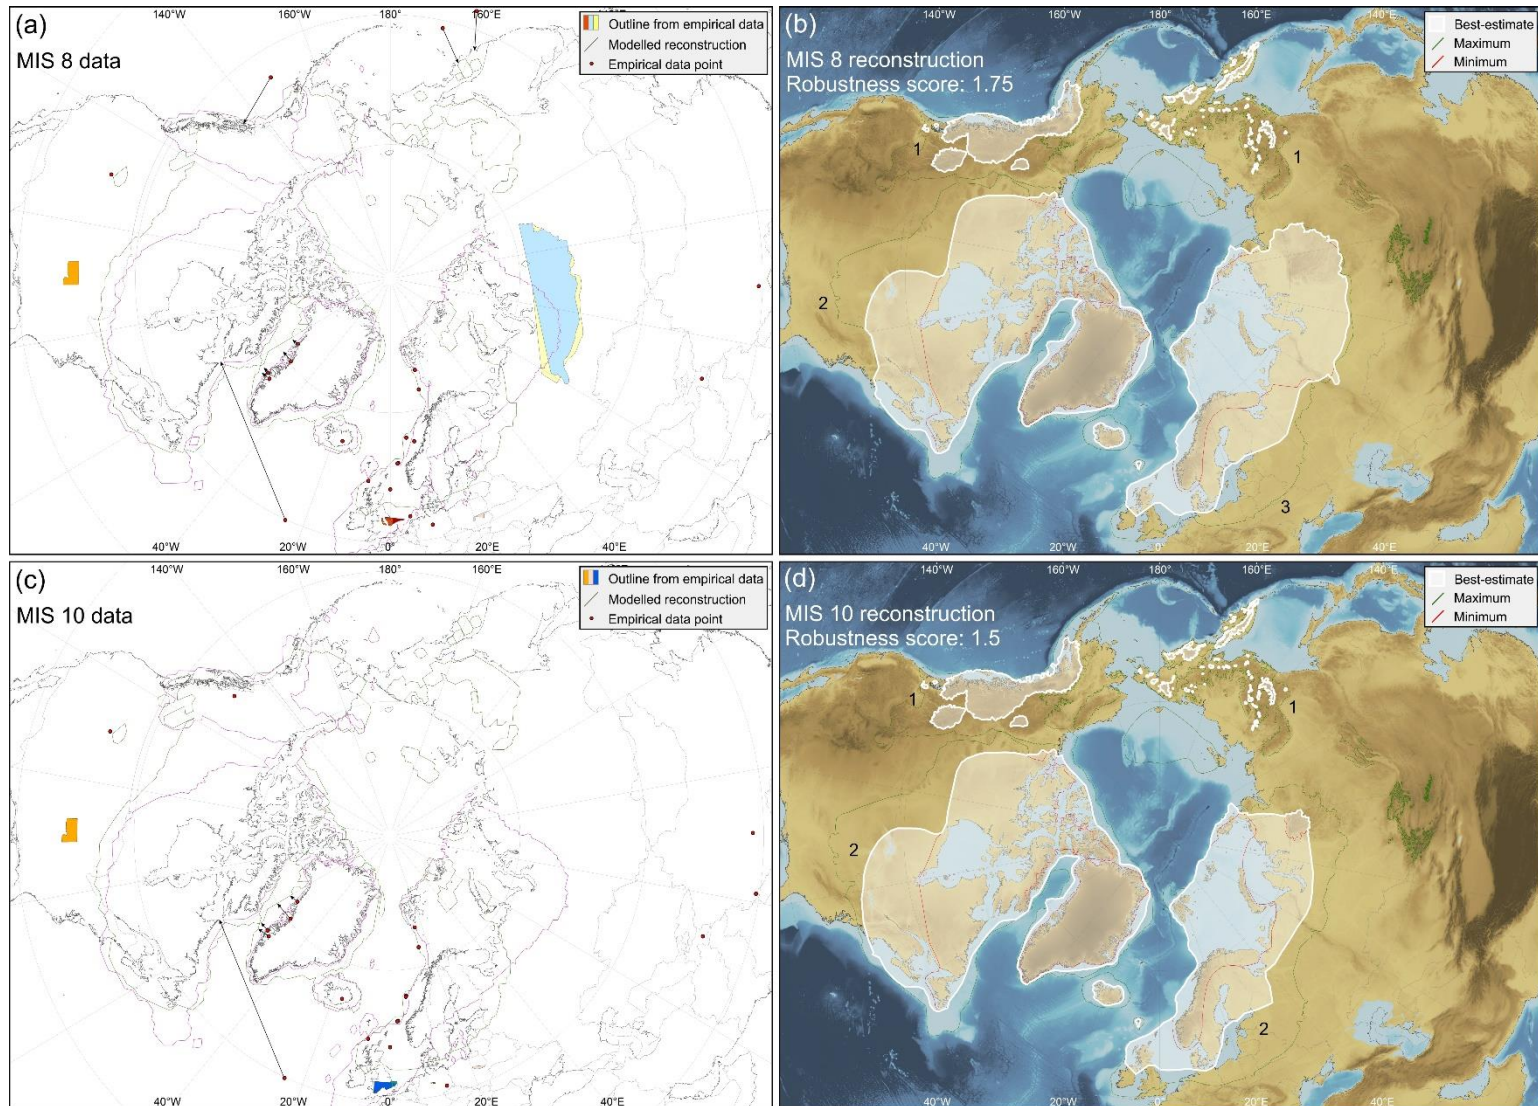 (a)
MIS 8 data
140°W
160°W
180°
160°E
Outline from empirical data
Modelled reconstruction
Empirical data point
40°W
20°W
0°
20°E
40°E
(b)
MIS 8 reconstruction
Robustness score: 1.75
140°W
160°W
180°
160°E
140°E
Best-estimate
Maximum
Minimum
1
1
2
3
40°W
20°W
0°
20°E
40°E
(c)
MIS 10 data
140°W
160°W
180°
160°E
Outline from empirical data
Modelled reconstruction
Empirical data point
40°W
20°W
0°
20°E
40°E
(d)
MIS 10 reconstruction
Robustness score: 1.5
140°W
160°W
180°
160°E
140°E
Best-estimate
Maximum
Minimum
1
1
2
2
40°W
20°W
0°
20°E
40°E